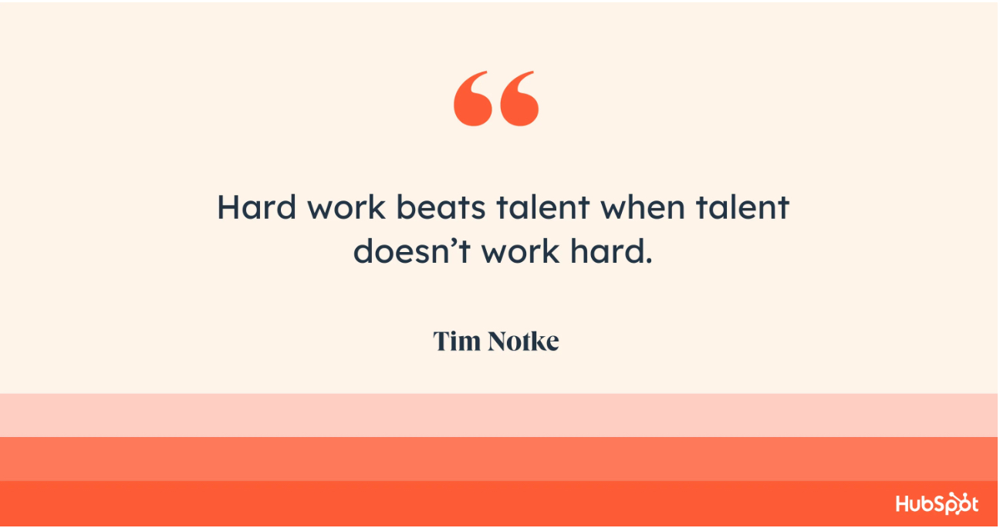 “
Hard work beats talent when talent
doesn’t work hard.
Tim Notke
HubSpot